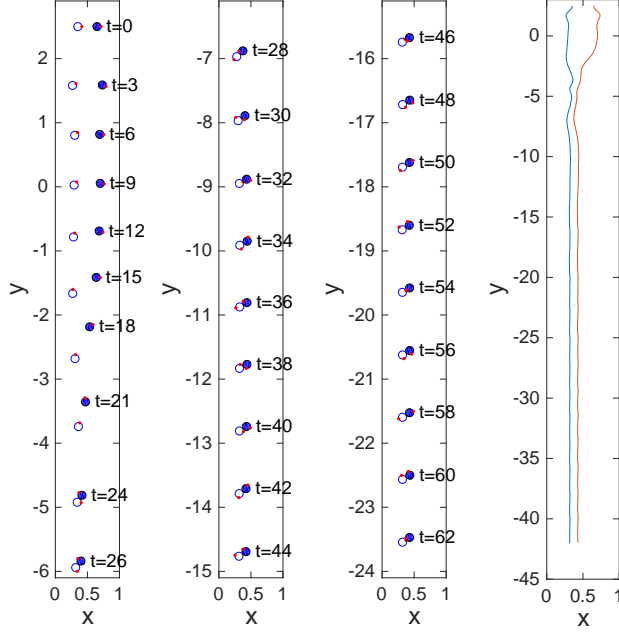 2
1
0
-1
-2
-3
-4
-5
-6
y
t=0
t=3
t=6
t=9
t=12
t=15
t=18
t=21
t=24
t=26
0 0.5 1
x
-7
-8
-9
-10
-11
-12
-13
-14
-15
y
t=28
t=30
t=32
t=34
t=36
t=38
t=40
t=42
t=44
0 0.5 1
x
-16
-17
-18
-19
-20
-21
-22
-23
-24
y
t=46
t=48
t=50
t=52
t=54
t=56
t=58
t=60
t=62
0 0.5 1
x
0
-5
-10
-15
-20
-25
-30
-35
-40
-45
y
0 0.5 1
x